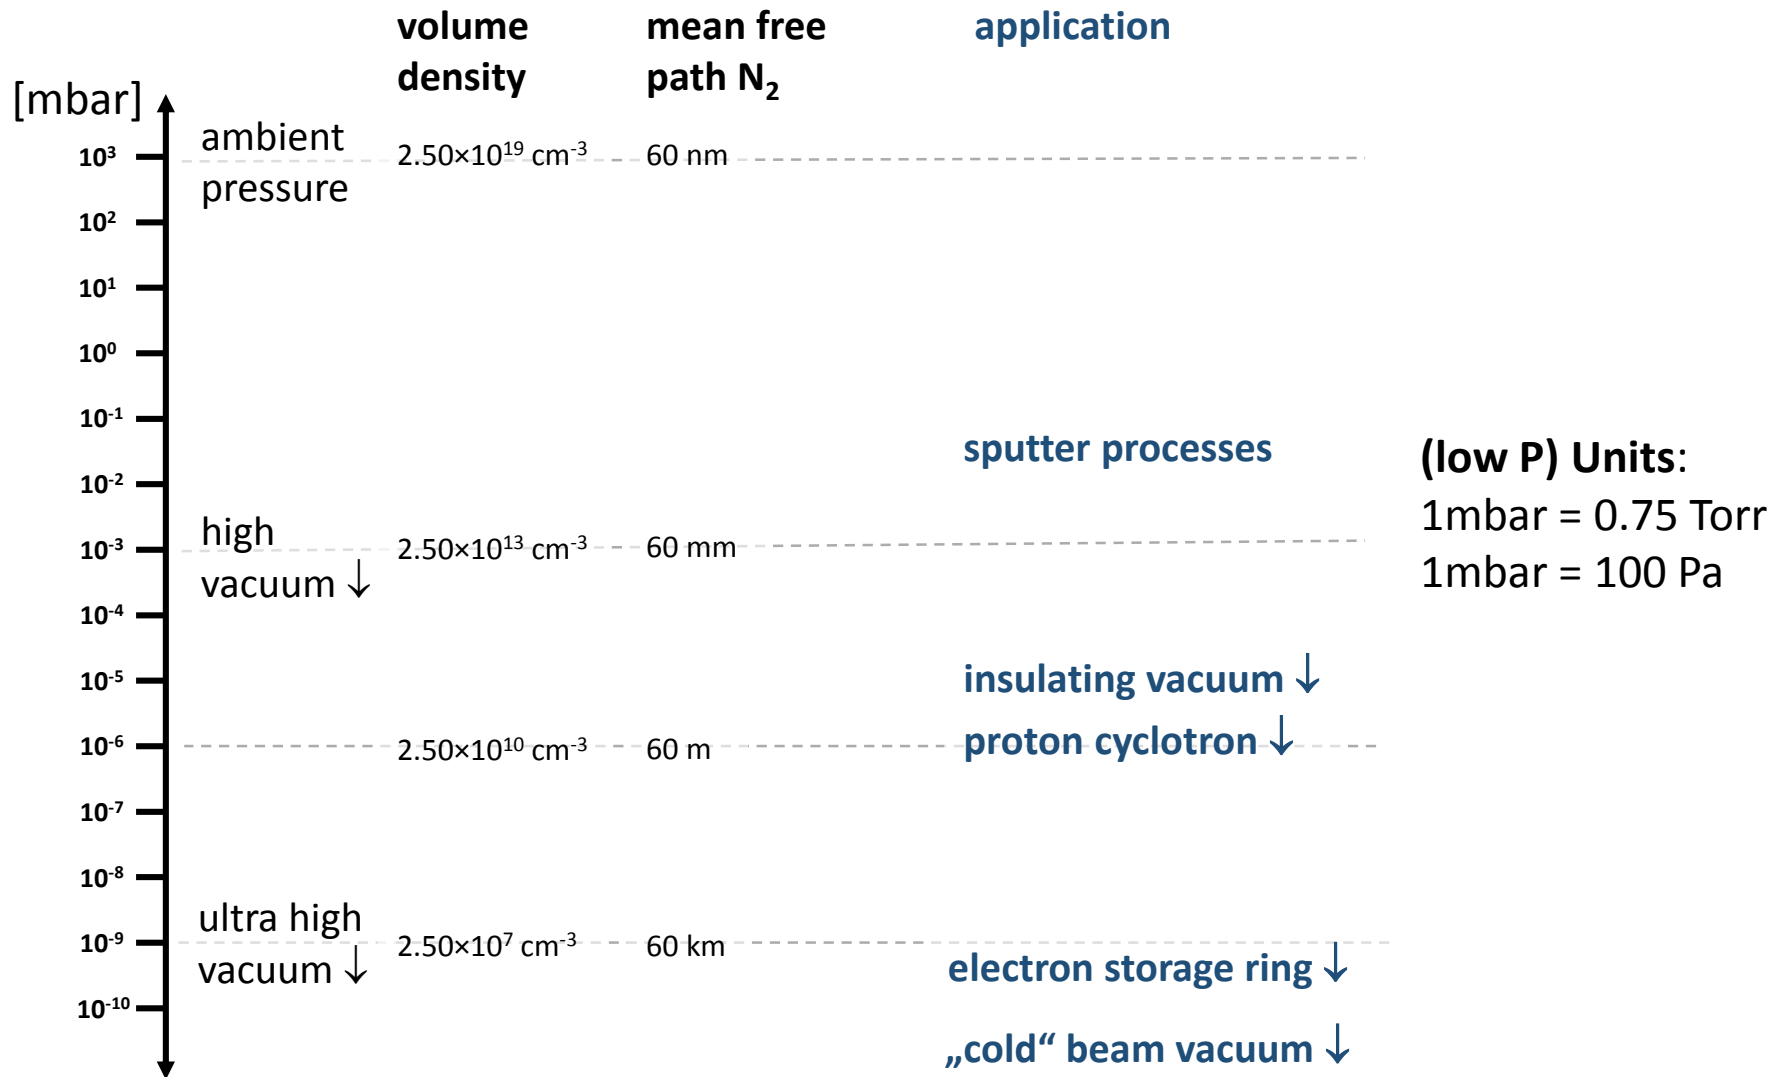 volume density
mean free path N₂
application
[mbar]
10³
ambient pressure
2.50×10¹⁹ cm⁻³
60 nm
10²
10¹
10⁰
10⁻¹
sputter processes
10⁻²
10⁻³
high vacuum ↓
2.50×10¹³ cm⁻³
60 mm
(low P) Units:
1mbar = 0.75 Torr
1mbar = 100 Pa
10⁻⁴
10⁻⁵
insulating vacuum ↓
10⁻⁶
2.50×10¹⁰ cm⁻³
60 m
proton cyclotron ↓
10⁻⁷
10⁻⁸
10⁻⁹
ultra high vacuum ↓
2.50×10⁷ cm⁻³
60 km
electron storage ring ↓
10⁻¹⁰
„cold“ beam vacuum ↓